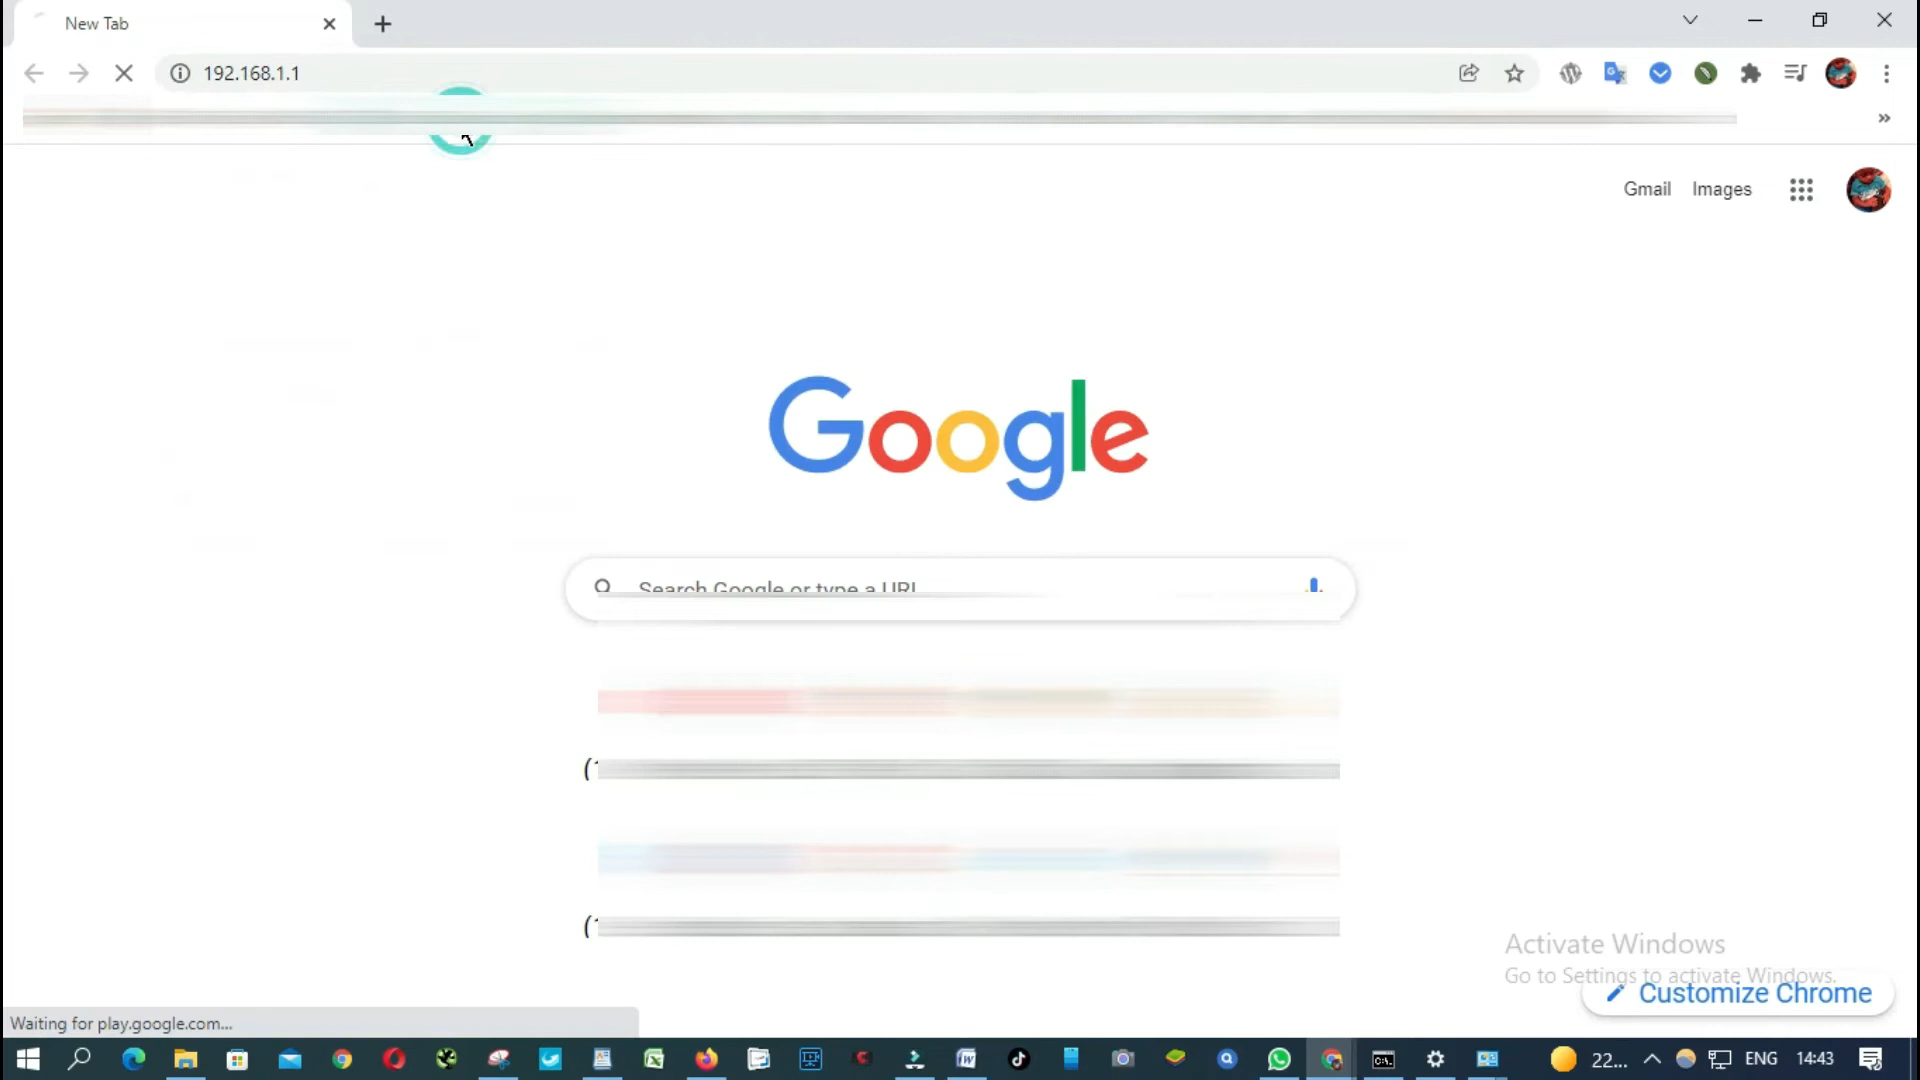 New Tab
192.168.1.1
»
Gmail Images
Google
Search Google or type a URL
(
(
Activate Windows
Go to Settings to activate Windows.
Customize Chrome
Waiting for play.google.com...
22... ENG 14:43